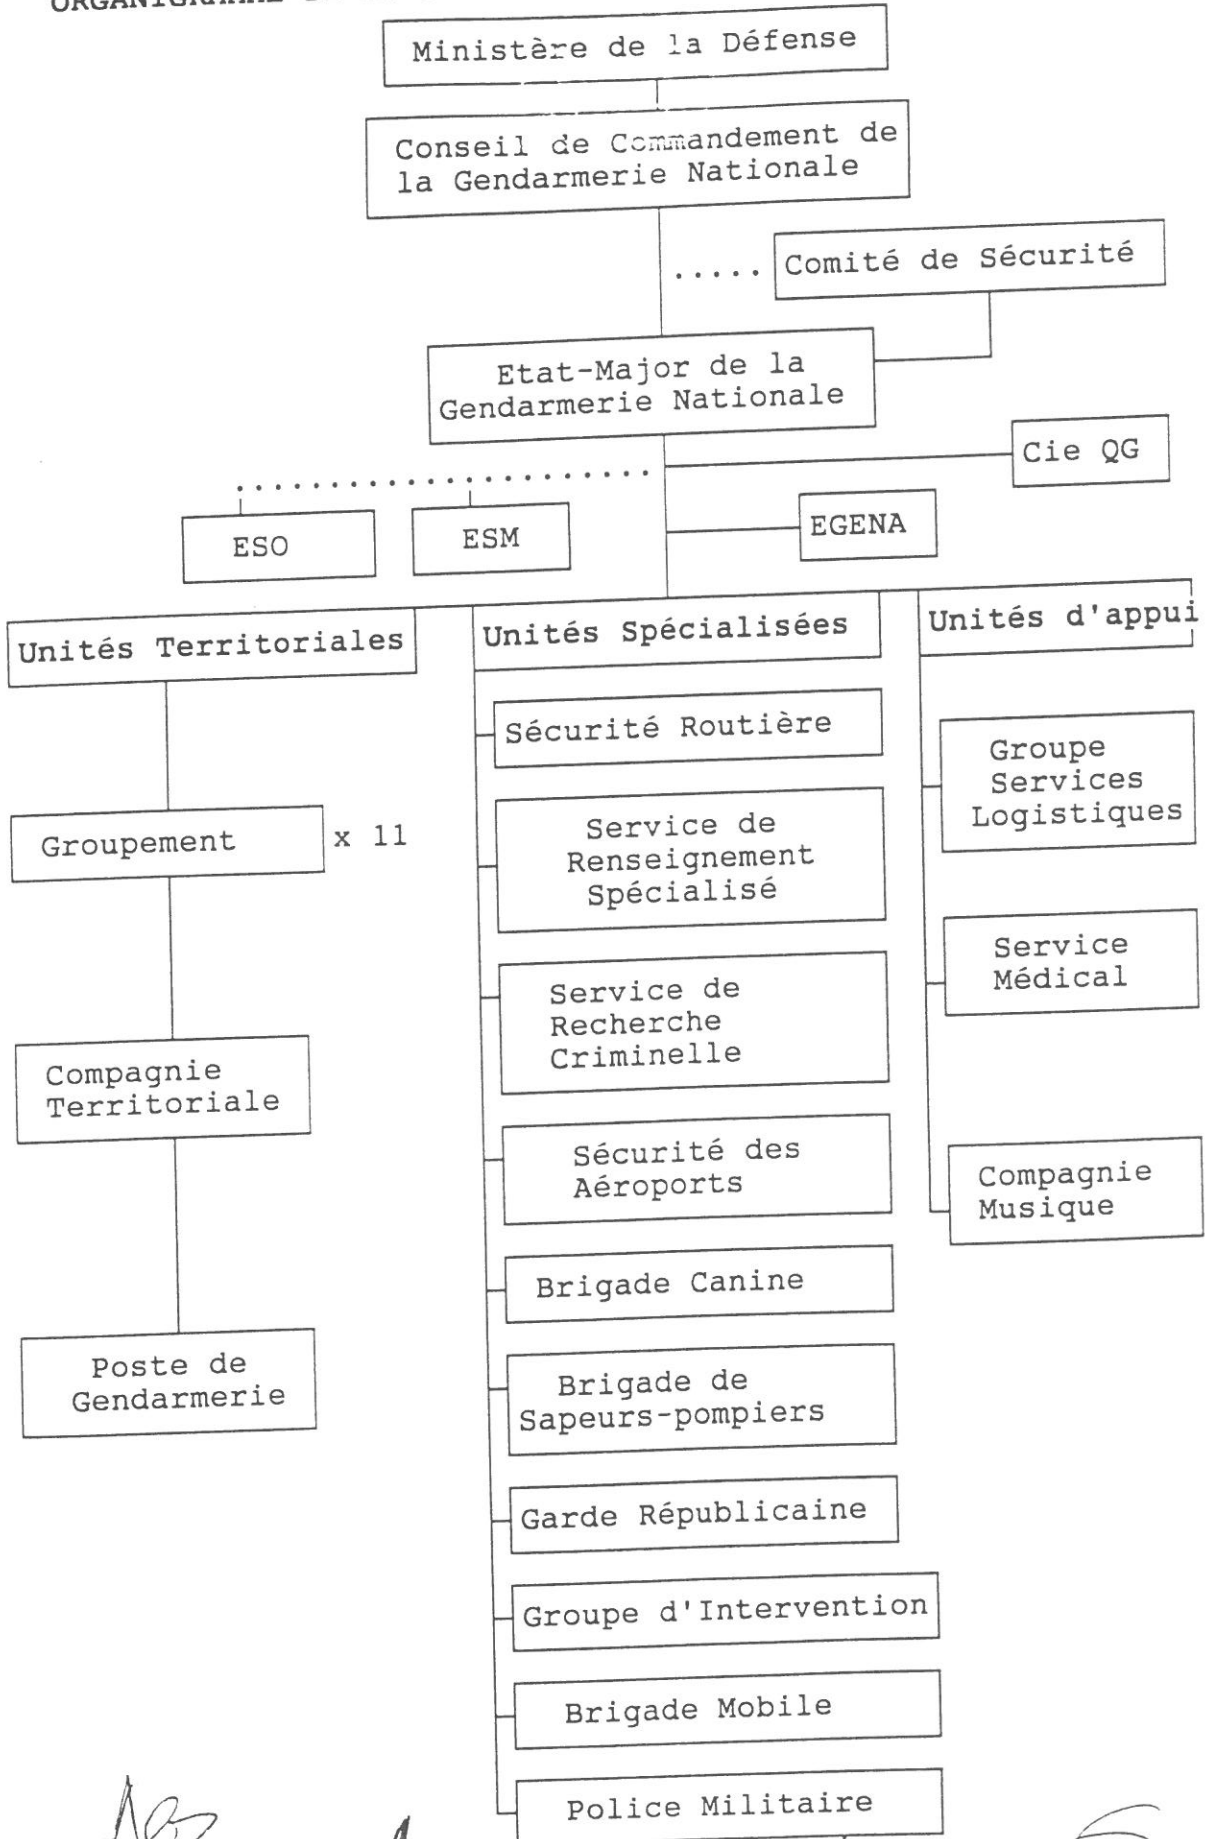 Ministère de la Défense
Conseil de Commandement de
la Gendarmerie Nationale
..... Comité de Sécurité
Etat-Major de la
Gendarmerie Nationale
Cie QG
ESO
ESM
EGENA
Unités Territoriales
Unités Spécialisées
Unités d'appui
Groupement
x 11
Compagnie
Territoriale
Poste de
Gendarmerie
Sécurité Routière
Service de
Renseignement
Spécialisé
Service de
Recherche
Criminelle
Sécurité des
Aéroports
Brigade Canine
Brigade de
Sapeurs-pompiers
Garde Républicaine
Groupe d'Intervention
Brigade Mobile
Police Militaire
Groupe
Services
Logistiques
Service
Médical
Compagnie
Musique